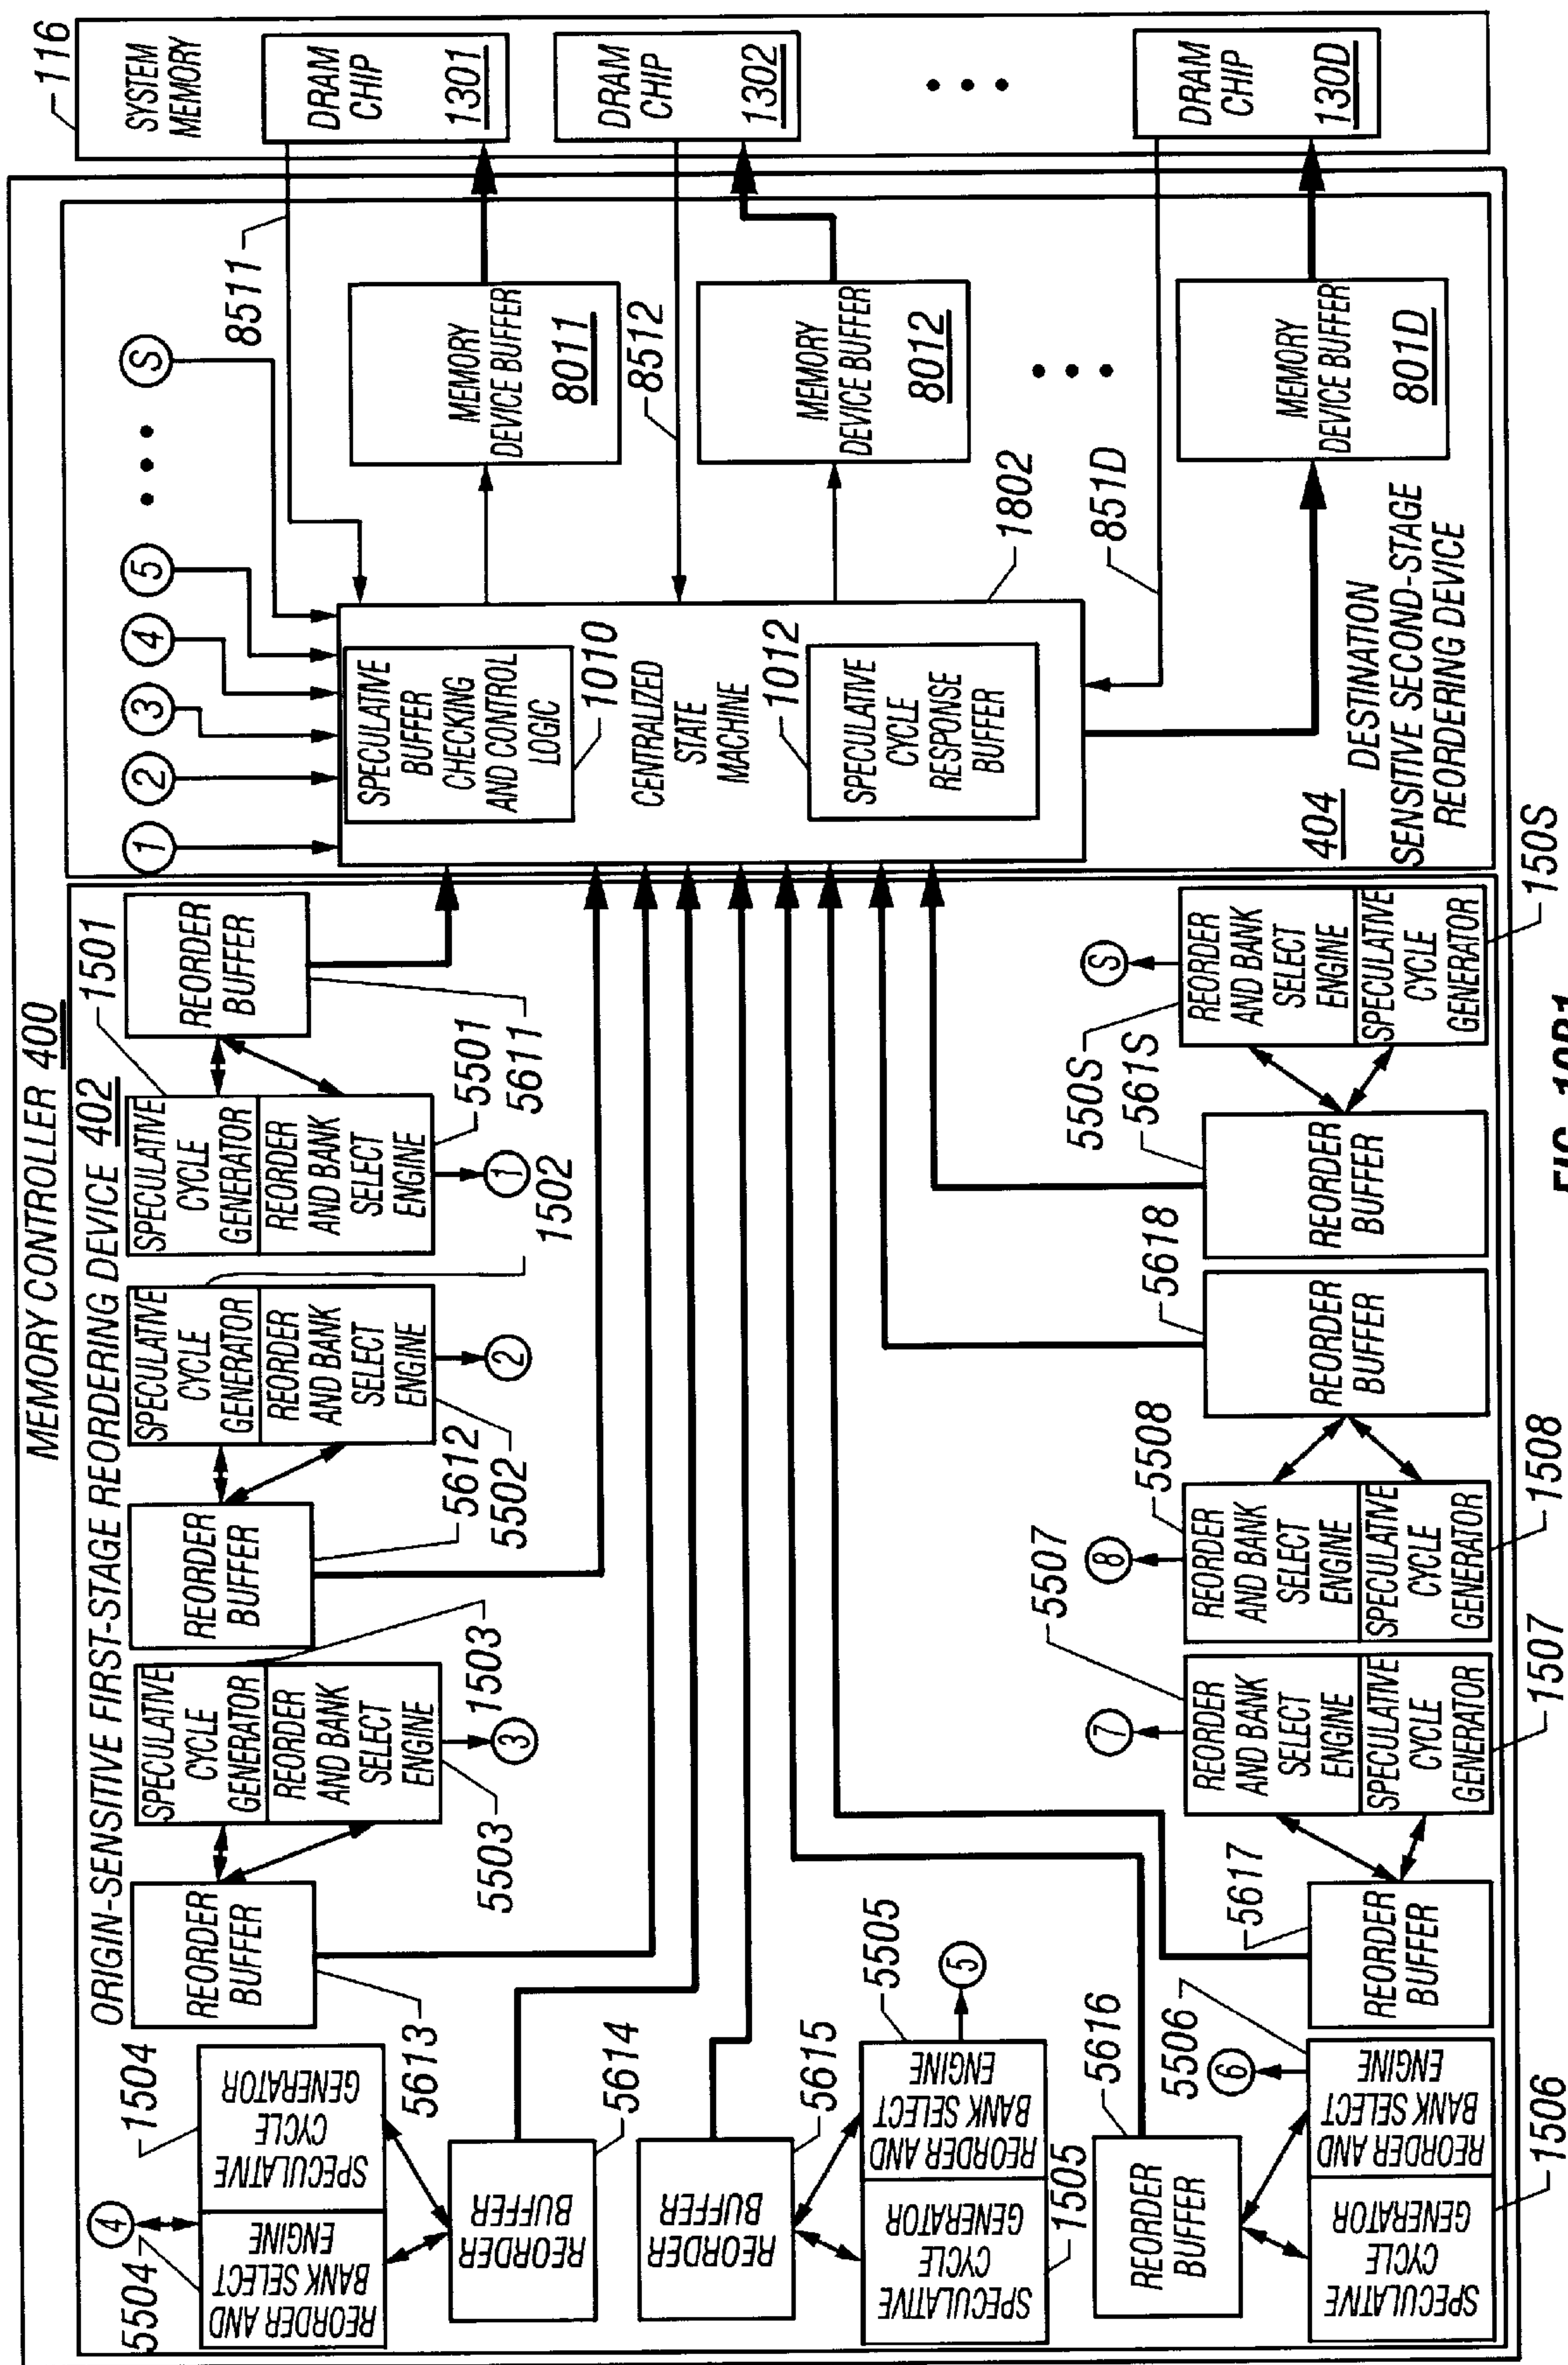 MEMORY CONTROLLER 400
ORIGIN-SENSITIVE FIRST-STAGE REORDERING DEVICE 402
1504
SPECULATIVE
CYCLE
GENERATOR
4
5504
REORDER AND
BANK SELECT
ENGINE
REORDER
BUFFER
5614
REORDER
BUFFER
5613
SPECULATIVE
CYCLE
GENERATOR
1503
REORDER
AND BANK
SELECT
ENGINE
5503
3
REORDER
BUFFER
5612
SPECULATIVE
CYCLE
GENERATOR
1502
REORDER
AND BANK
SELECT
ENGINE
5502
2
SPECULATIVE
CYCLE
GENERATOR
1501
REORDER
AND BANK
SELECT
ENGINE
5501
1
REORDER
BUFFER
5611
REORDER
BUFFER
5615
REORDER AND
BANK SELECT
ENGINE
5505
5
SPECULATIVE
CYCLE
GENERATOR
1505
REORDER
BUFFER
5616
REORDER AND
BANK SELECT
ENGINE
5506
6
SPECULATIVE
CYCLE
GENERATOR
1506
REORDER
BUFFER
5617
7
REORDER
AND BANK
SELECT
ENGINE
5507
SPECULATIVE
CYCLE
GENERATOR
1507
8
REORDER
AND BANK
SELECT
ENGINE
5508
SPECULATIVE
CYCLE
GENERATOR
1508
REORDER
BUFFER
5618
REORDER
BUFFER
561S
S
REORDER
AND BANK
SELECT
ENGINE
550S
SPECULATIVE
CYCLE
GENERATOR
150S
1
2
3
4
5
• • •
S
SPECULATIVE
BUFFER
CHECKING
AND CONTROL
LOGIC
1010
CENTRALIZED
STATE
MACHINE
1012
SPECULATIVE
CYCLE
RESPONSE
BUFFER
1802
8511
MEMORY
DEVICE BUFFER
8011
8512
MEMORY
DEVICE BUFFER
8012
• • •
851D
MEMORY
DEVICE BUFFER
801D
404
DESTINATION
SENSITIVE SECOND-STAGE
REORDERING DEVICE
116
SYSTEM
MEMORY
DRAM
CHIP
1301
DRAM
CHIP
1302
• • •
DRAM
CHIP
130D